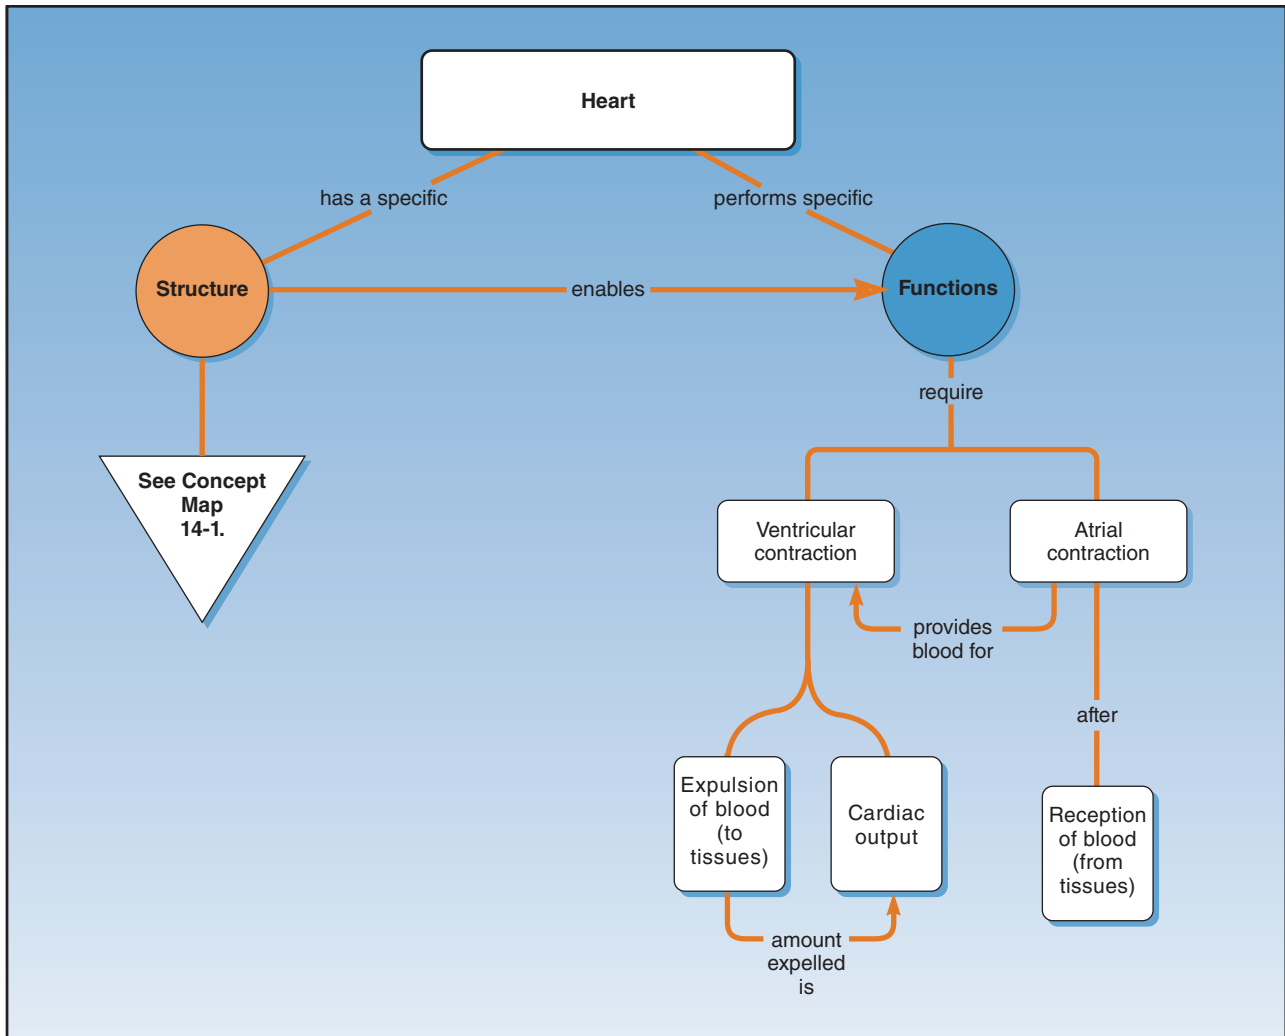 Heart
has a specific
performs specific
Structure
enables
Functions
require
See Concept
Map
14-1.
Ventricular
contraction
Atrial
contraction
provides
blood for
after
Expulsion
of blood
(to
tissues)
Cardiac
output
Reception
of blood
(from
tissues)
amount
expelled
is